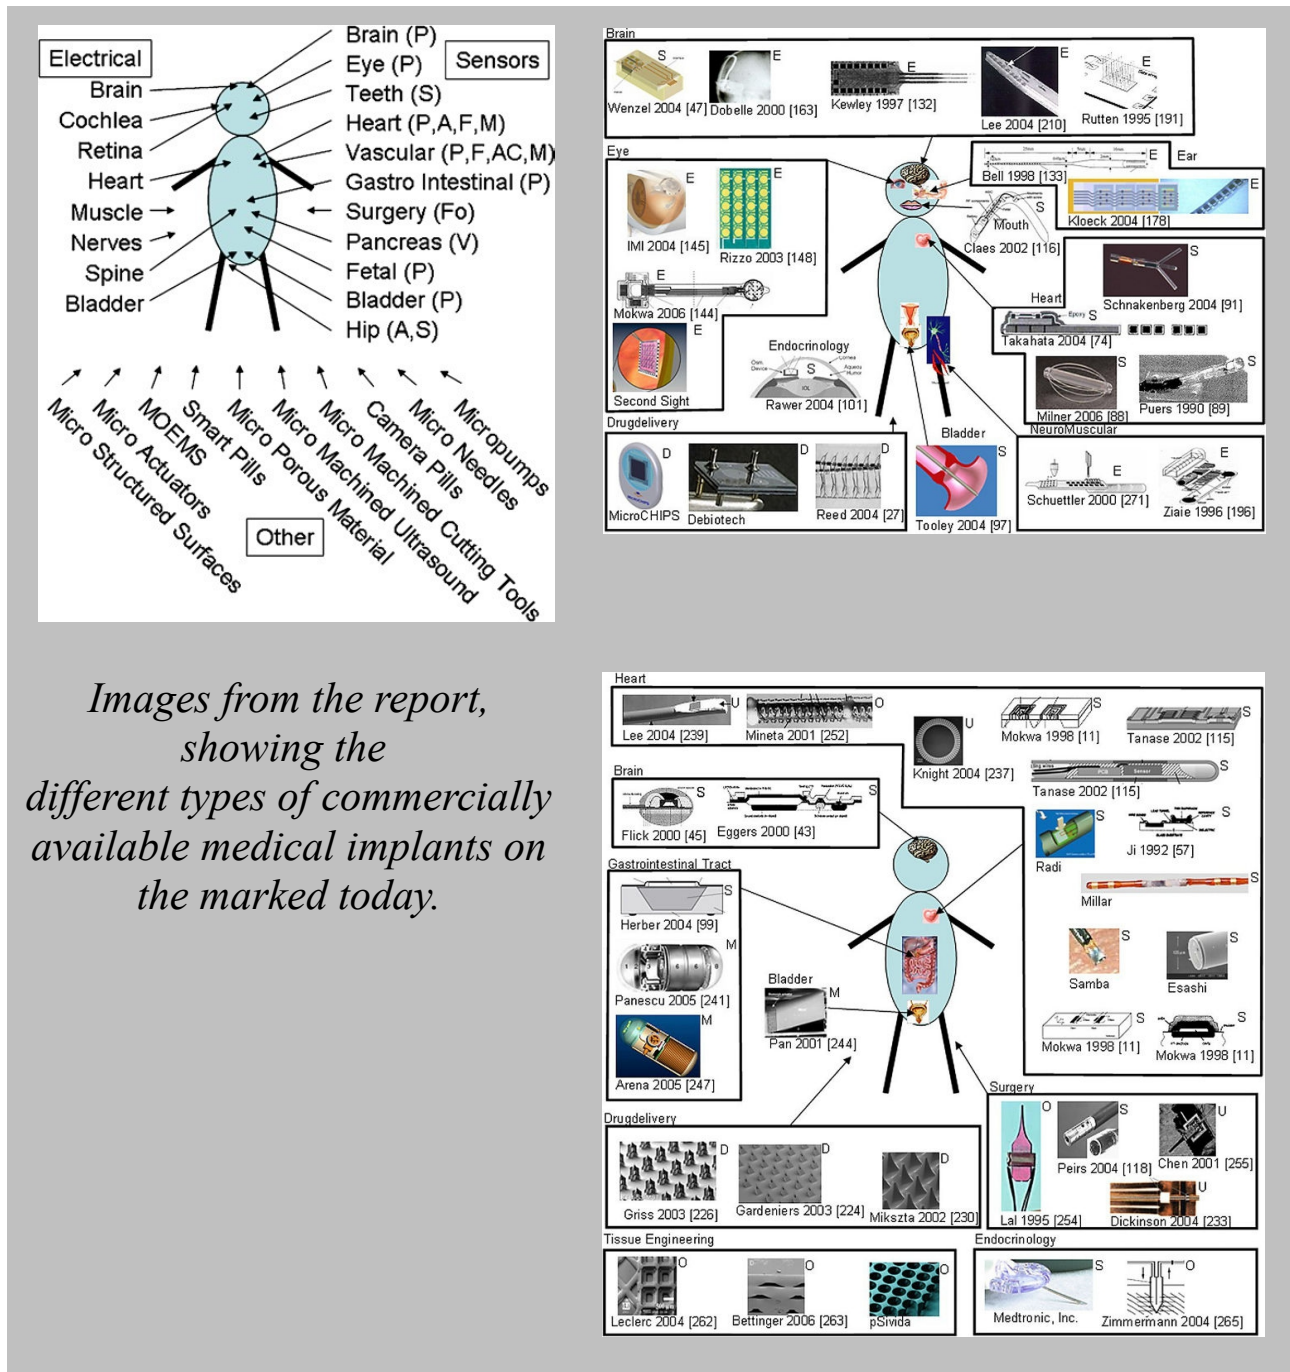 Electrical
Brain
Cochlea
Retina
Heart
Muscle
Nerves
Spine
Bladder
Sensors
Brain (P)
Eye (P)
Teeth (S)
Heart (P,A,F,M)
Vascular (P,F,AC,M)
Gastro Intestinal (P)
Surgery (Fo)
Pancreas (V)
Fetal (P)
Bladder (P)
Hip (A,S)
Micro Structured Surfaces
Micro Actuators
MOEMS
Smart Pills
Micro Porous Material
Micro Machined Ultrasound
Micro Machined Cutting Tools
Camera Pills
Micro Needles
Micropumps
Other
Brain
S
Wenzel 2004 [47]
E
Dobelle 2000 [163]
E
Kewley 1997 [132]
E
Lee 2004 [210]
E
Rutten 1995 [191]
Eye
E
IMI 2004 [145]
E
Rizzo 2003 [148]
E
Mokwa 2006 [144]
E
Second Sight
Ear
E
Bell 1998 [133]
E
Kloeck 2004 [178]
S
Mouth
Claes 2002 [116]
Heart
S
Schnakenberg 2004 [91]
Epoxy
S
Takahata 2004 [74]
S
Milner 2006 [88]
S
Puers 1990 [89]
Endocrinology
Osm.
Device
Cornea
Aqueous
Humor
S
IOL
Rawer 2004 [101]
Drugdelivery
D
MicroCHIPS
D
Debiotech
D
Reed 2004 [27]
Bladder
S
Tooley 2004 [97]
NeuroMuscular
E
Schuettler 2000 [271]
E
Ziaie 1996 [196]
Images from the report,
showing the
different types of commercially
available medical implants on
the marked today.
Heart
U
Lee 2004 [239]
O
Mineta 2001 [252]
U
Knight 2004 [237]
S
Mokwa 1998 [11]
S
Tanase 2002 [115]
PCB
Sensor
S
Tanase 2002 [115]
S
Radi
S
Ji 1992 [57]
S
Millar
S
Samba
S
Esashi
S
Mokwa 1998 [11]
S
Mokwa 1998 [11]
Brain
S
Flick 2000 [45]
S
Eggers 2000 [43]
Gastrointestinal Tract
S
Herber 2004 [99]
M
Panescu 2005 [241]
M
Arena 2005 [247]
Bladder
M
Pan 2001 [244]
Drugdelivery
D
Griss 2003 [226]
D
Gardeniers 2003 [224]
D
Mikszta 2002 [230]
Surgery
O
Lal 1995 [254]
S
Peirs 2004 [118]
U
Chen 2001 [255]
U
Dickinson 2004 [233]
Tissue Engineering
O
Leclerc 2004 [262]
O
Bettinger 2006 [263]
O
pSivida
Endocrinology
S
Medtronic, Inc.
O
Zimmermann 2004 [265]